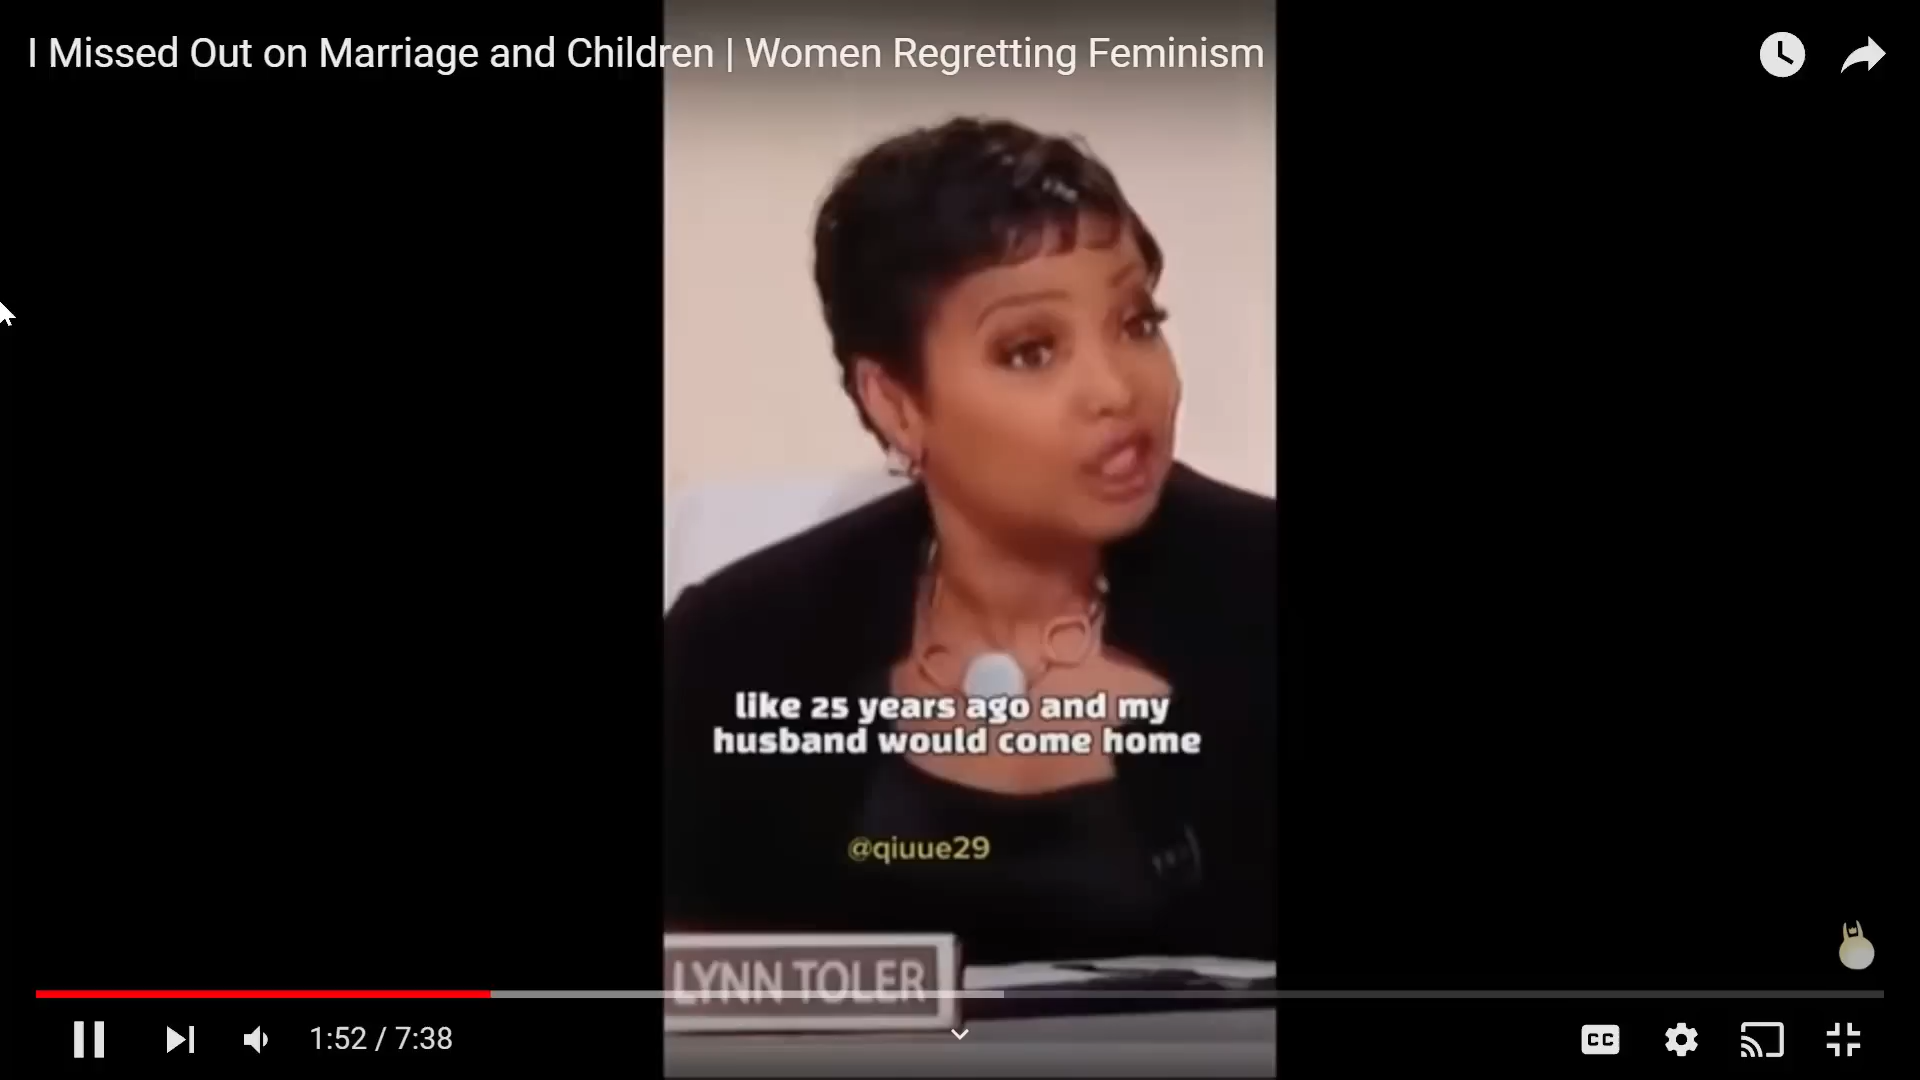 I Missed Out on Marriage and Children | Women Regretting Feminism
like 25 years ago and my
husband would come home
@qiuue29
LYNN TOLER
1:52 / 7:38
CC